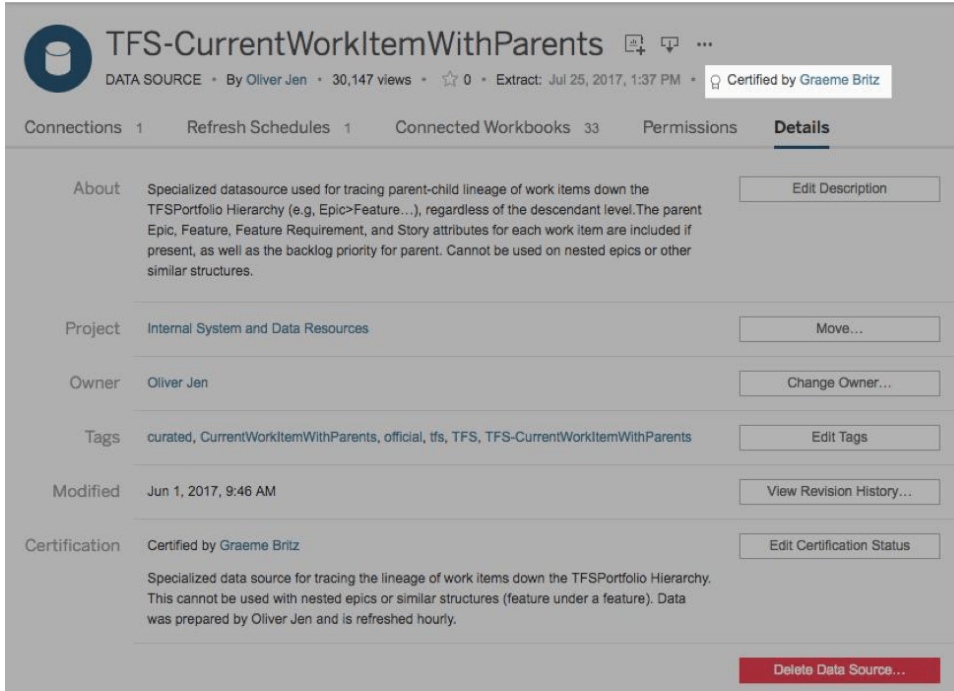 TFS-CurrentWorkItemWithParents
DATA SOURCE • By Oliver Jen • 30,147 views • 0 • Extract: Jul 25, 2017, 1:37 PM • Certified by Graeme Britz
Connections 1 Refresh Schedules 1 Connected Workbooks 33 Permissions Details
About Specialized datasource used for tracing parent-child lineage of work items down the Edit Description
TFSPortfolio Hierarchy (e.g, Epic>Feature...), regardless of the descendant level.The parent
Epic, Feature, Feature Requirement, and Story attributes for each work item are included if
present, as well as the backlog priority for parent. Cannot be used on nested epics or other
similar structures.
Project Internal System and Data Resources Move...
Owner Oliver Jen Change Owner...
Tags curated, CurrentWorkItemWithParents, official, tfs, TFS, TFS-CurrentWorkItemWithParents Edit Tags
Modified Jun 1, 2017, 9:46 AM View Revision History...
Certification Certified by Graeme Britz Edit Certification Status
Specialized data source for tracing the lineage of work items down the TFSPortfolio Hierarchy.
This cannot be used with nested epics or similar structures (feature under a feature). Data
was prepared by Oliver Jen and is refreshed hourly.
Delete Data Source...